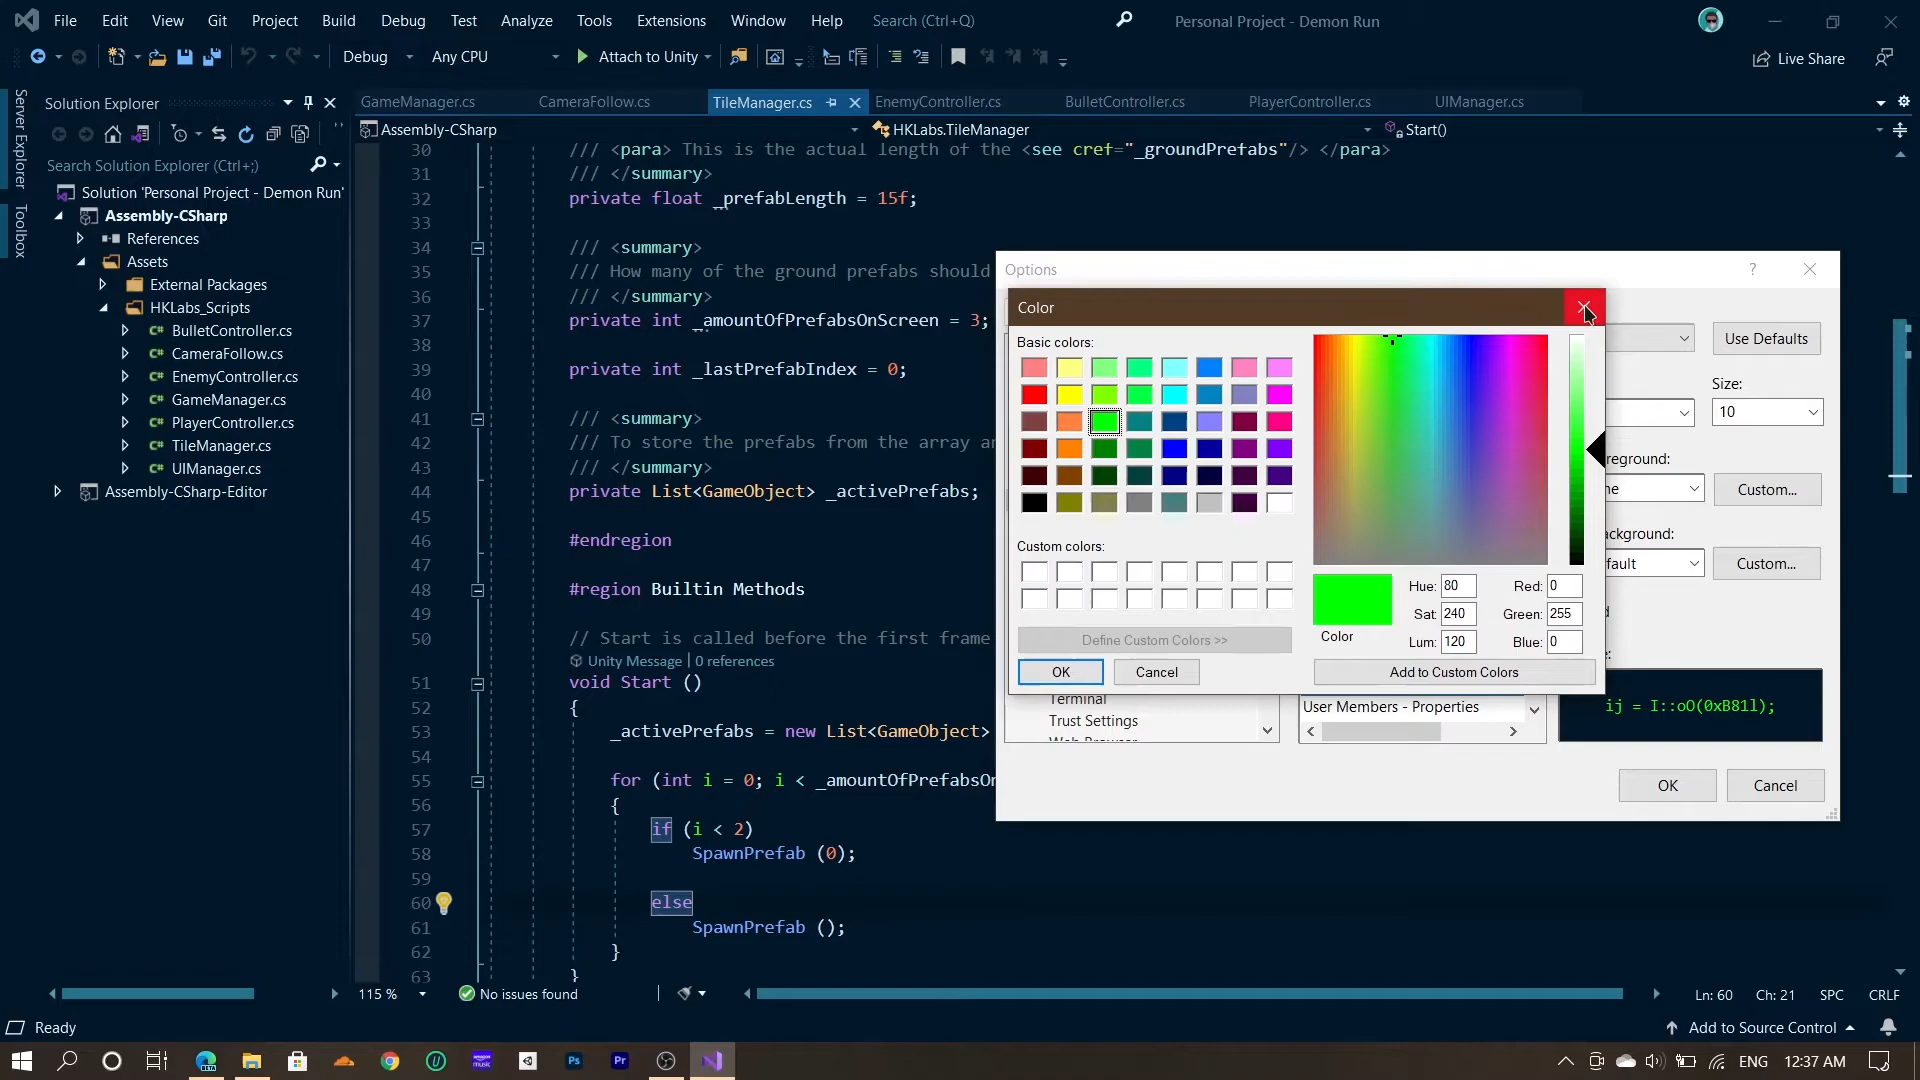 File Edit View Git Project Build Debug Test Analyze Tools Extensions Window Help Search (Ctrl+Q) Personal Project - Demon Run
Debug Any CPU Attach to Unity Live Share
Server Explorer
Toolbox
Solution Explorer
Search Solution Explorer (Ctrl+;)
Solution 'Personal Project - Demon Run'
Assembly-CSharp
References
Assets
External Packages
HKLabs_Scripts
C# BulletController.cs
C# CameraFollow.cs
C# EnemyController.cs
C# GameManager.cs
C# PlayerController.cs
C# TileManager.cs
C# UIManager.cs
Assembly-CSharp-Editor
GameManager.cs CameraFollow.cs TileManager.cs EnemyController.cs BulletController.cs PlayerController.cs UIManager.cs
Assembly-CSharp HKLabs.TileManager Start()
30 /// <para> This is the actual length of the <see cref="_groundPrefabs"/> </para>
31 /// </summary>
32 private float _prefabLength = 15f;
33
34 /// <summary>
35 /// How many of the ground prefabs should
36 /// </summary>
37 private int _amountOfPrefabsOnScreen = 3;
38
39 private int _lastPrefabIndex = 0;
40
41 /// <summary>
42 /// To store the prefabs from the array an
43 /// </summary>
44 private List<GameObject> _activePrefabs;
45
46 #endregion
47
48 #region Builtin Methods
49
50 // Start is called before the first frame
Unity Message | 0 references
51 void Start ()
52 {
53 _activePrefabs = new List<GameObject>
54
55 for (int i = 0; i < _amountOfPrefabsOn
56 {
57 if (i < 2)
58 SpawnPrefab (0);
59
60 else
61 SpawnPrefab ();
62 }
63 }
Options ?
Use Defaults
Size:
10
reground:
ne Custom...
ackground:
fault Custom...
Terminal
Trust Settings
User Members - Properties
ij = I::oO(0xB81l);
OK Cancel
Color
Basic colors:
Custom colors:
Define Custom Colors >>
OK Cancel
Color
Hue: 80 Red: 0
Sat: 240 Green: 255
Lum: 120 Blue: 0
Add to Custom Colors
115 % No issues found Ln: 60 Ch: 21 SPC CRLF
Ready Add to Source Control
BETA amazon music Ps Pr ENG 12:37 AM